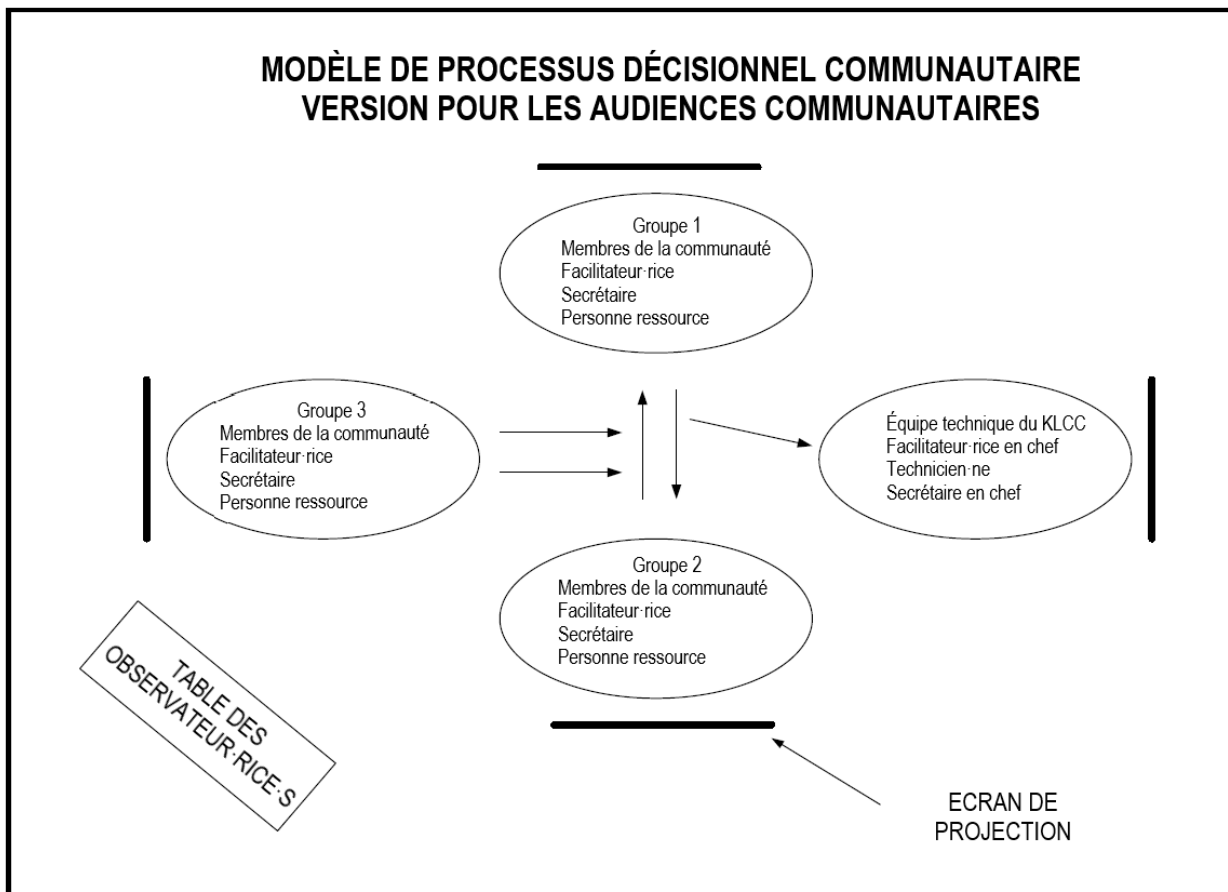 MODÈLE DE PROCESSUS DÉCISIONNEL COMMUNAUTAIRE
VERSION POUR LES AUDIENCES COMMUNAUTAIRES
Groupe 1
Membres de la communauté
Facilitateur·rice
Secrétaire
Personne ressource
Groupe 3
Membres de la communauté
Facilitateur·rice
Secrétaire
Personne ressource
Équipe technique du KLCC
Facilitateur·rice en chef
Technicien·ne
Secrétaire en chef
Groupe 2
Membres de la communauté
Facilitateur·rice
Secrétaire
Personne ressource
TABLE DES
OBSERVATEUR·RICE·S
ECRAN DE
PROJECTION